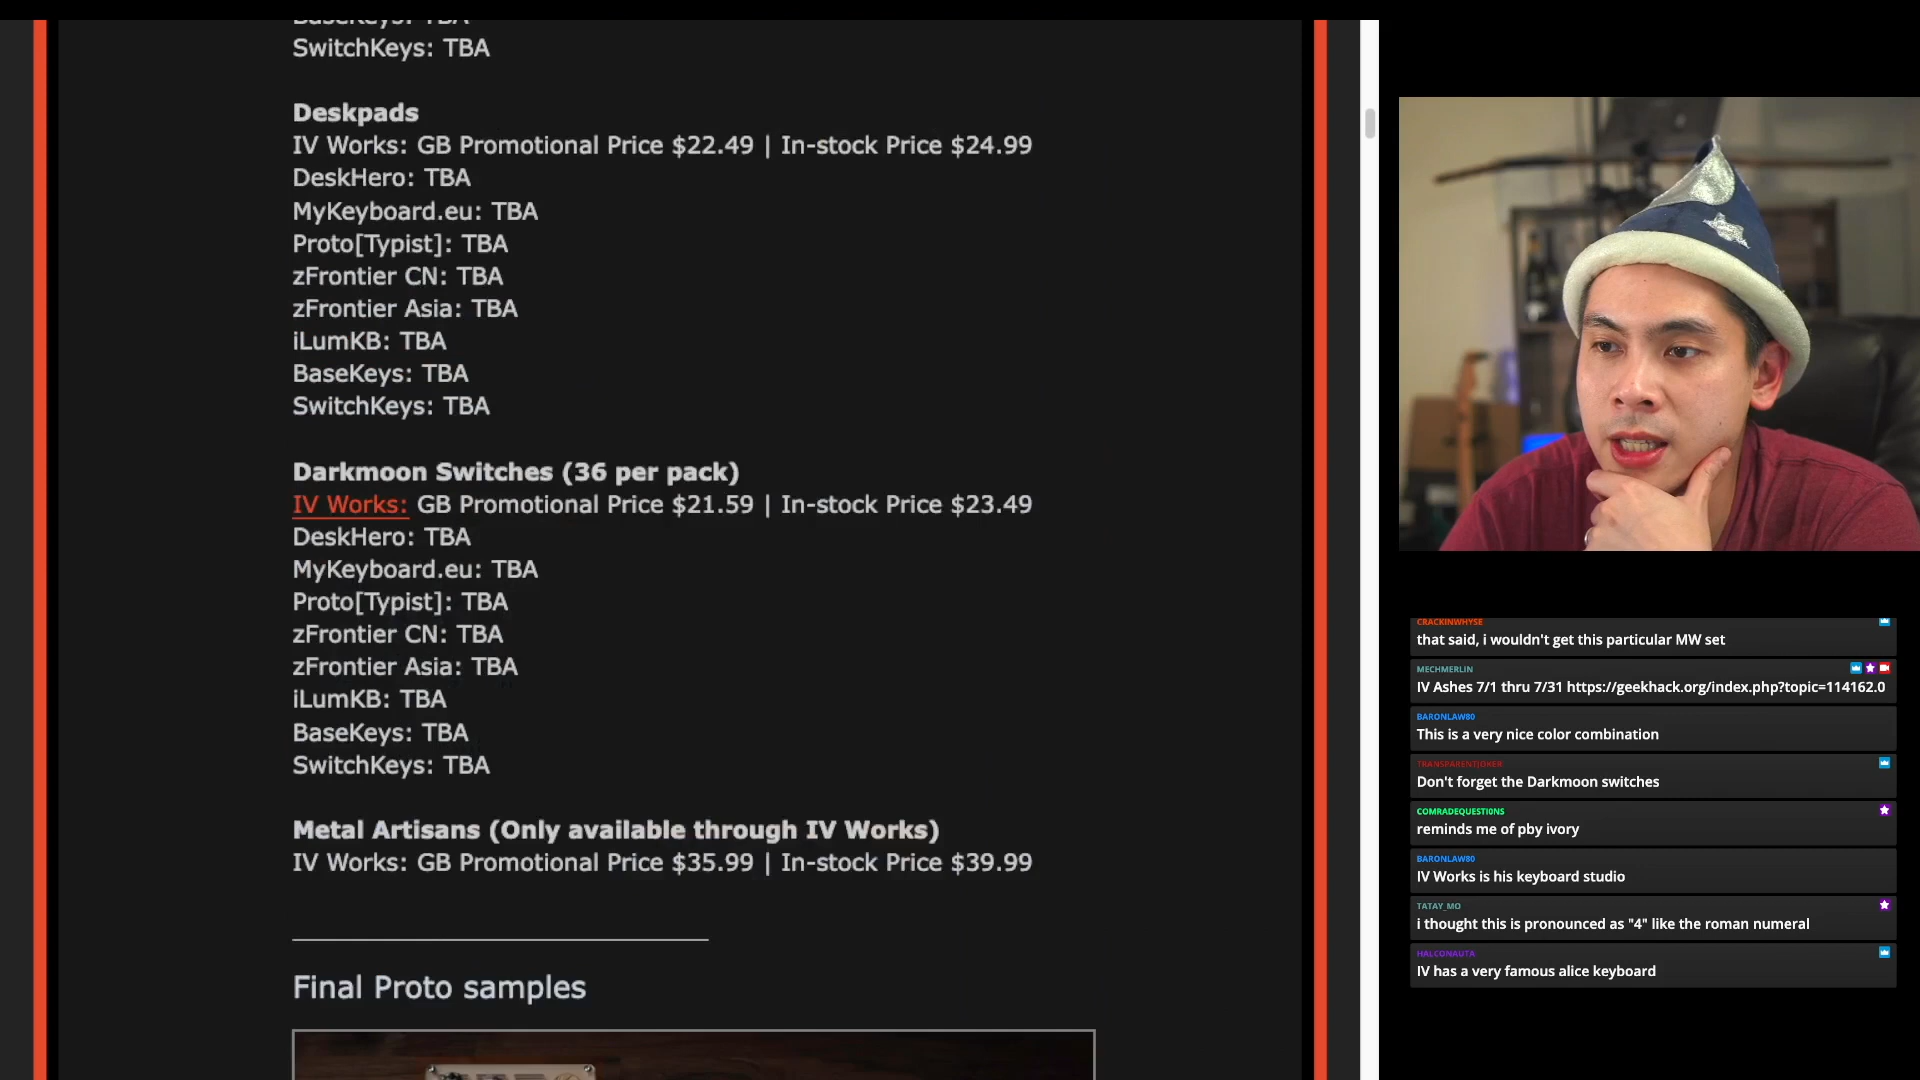 BaseKeys: TBA
SwitchKeys: TBA
Deskpads
IV Works: GB Promotional Price $22.49 | In-stock Price $24.99
DeskHero: TBA
MyKeyboard.eu: TBA
Proto[Typist]: TBA
zFrontier CN: TBA
zFrontier Asia: TBA
iLumKB: TBA
BaseKeys: TBA
SwitchKeys: TBA
Darkmoon Switches (36 per pack)
IV Works: GB Promotional Price $21.59 | In-stock Price $23.49
DeskHero: TBA
MyKeyboard.eu: TBA
Proto[Typist]: TBA
zFrontier CN: TBA
zFrontier Asia: TBA
iLumKB: TBA
BaseKeys: TBA
SwitchKeys: TBA
Metal Artisans (Only available through IV Works)
IV Works: GB Promotional Price $35.99 | In-stock Price $39.99
Final Proto samples
CRACKINWHYSE
that said, i wouldn't get this particular MW set
MECHMERLIN
IV Ashes 7/1 thru 7/31 https://geekhack.org/index.php?topic=114162.0
BARONLAW80
This is a very nice color combination
TRANSPARENTJOKER
Don't forget the Darkmoon switches
COMRADEQUESTI0NS
reminds me of pby ivory
BARONLAW80
IV Works is his keyboard studio
TATAY_MO
i thought this is pronounced as "4" like the roman numeral
HALCONAUTA
IV has a very famous alice keyboard